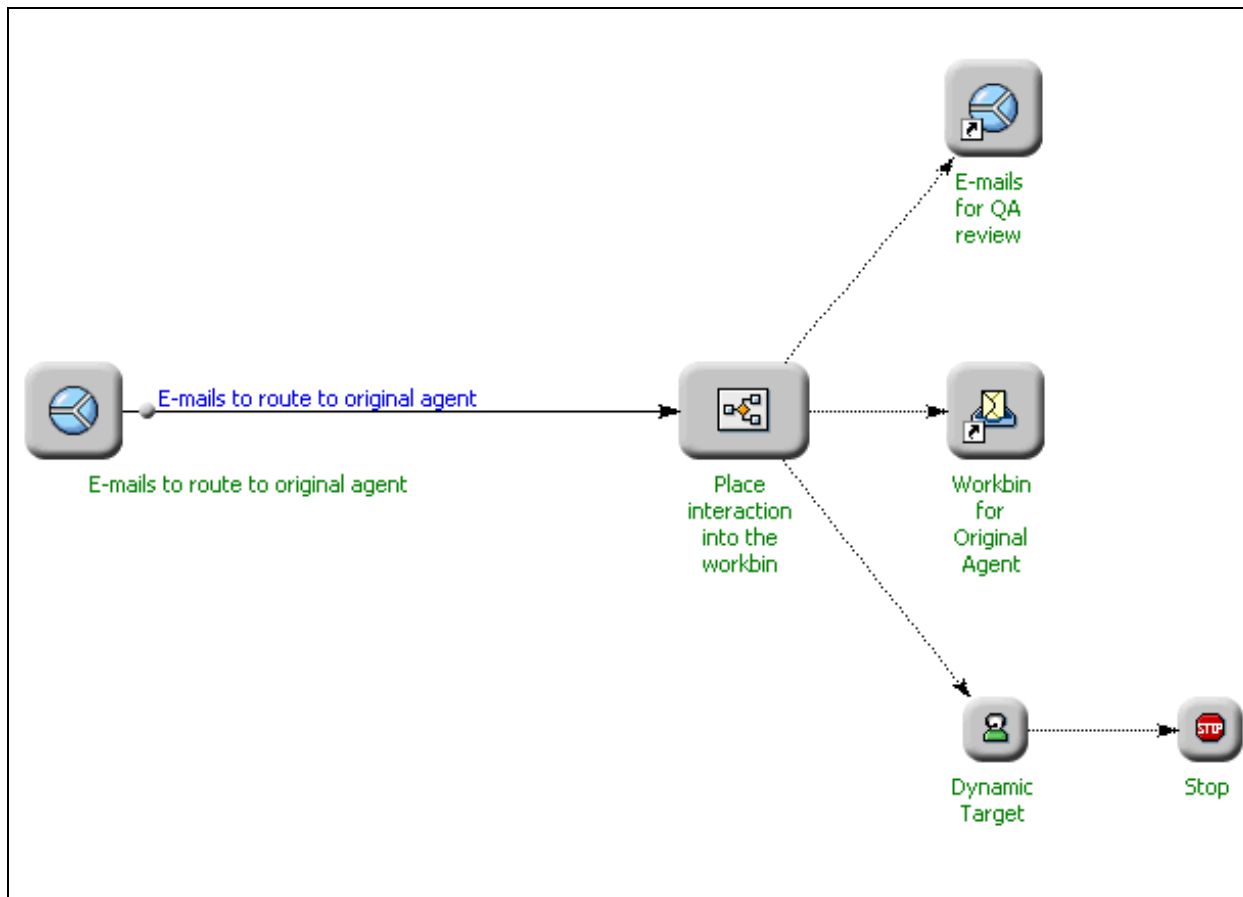 E-mails
for QA
review
E-mails to route to original agent
E-mails to route to original agent
Place
interaction
into the
workbin
Workbin
for
Original
Agent
Dynamic
Target
STOP
Stop